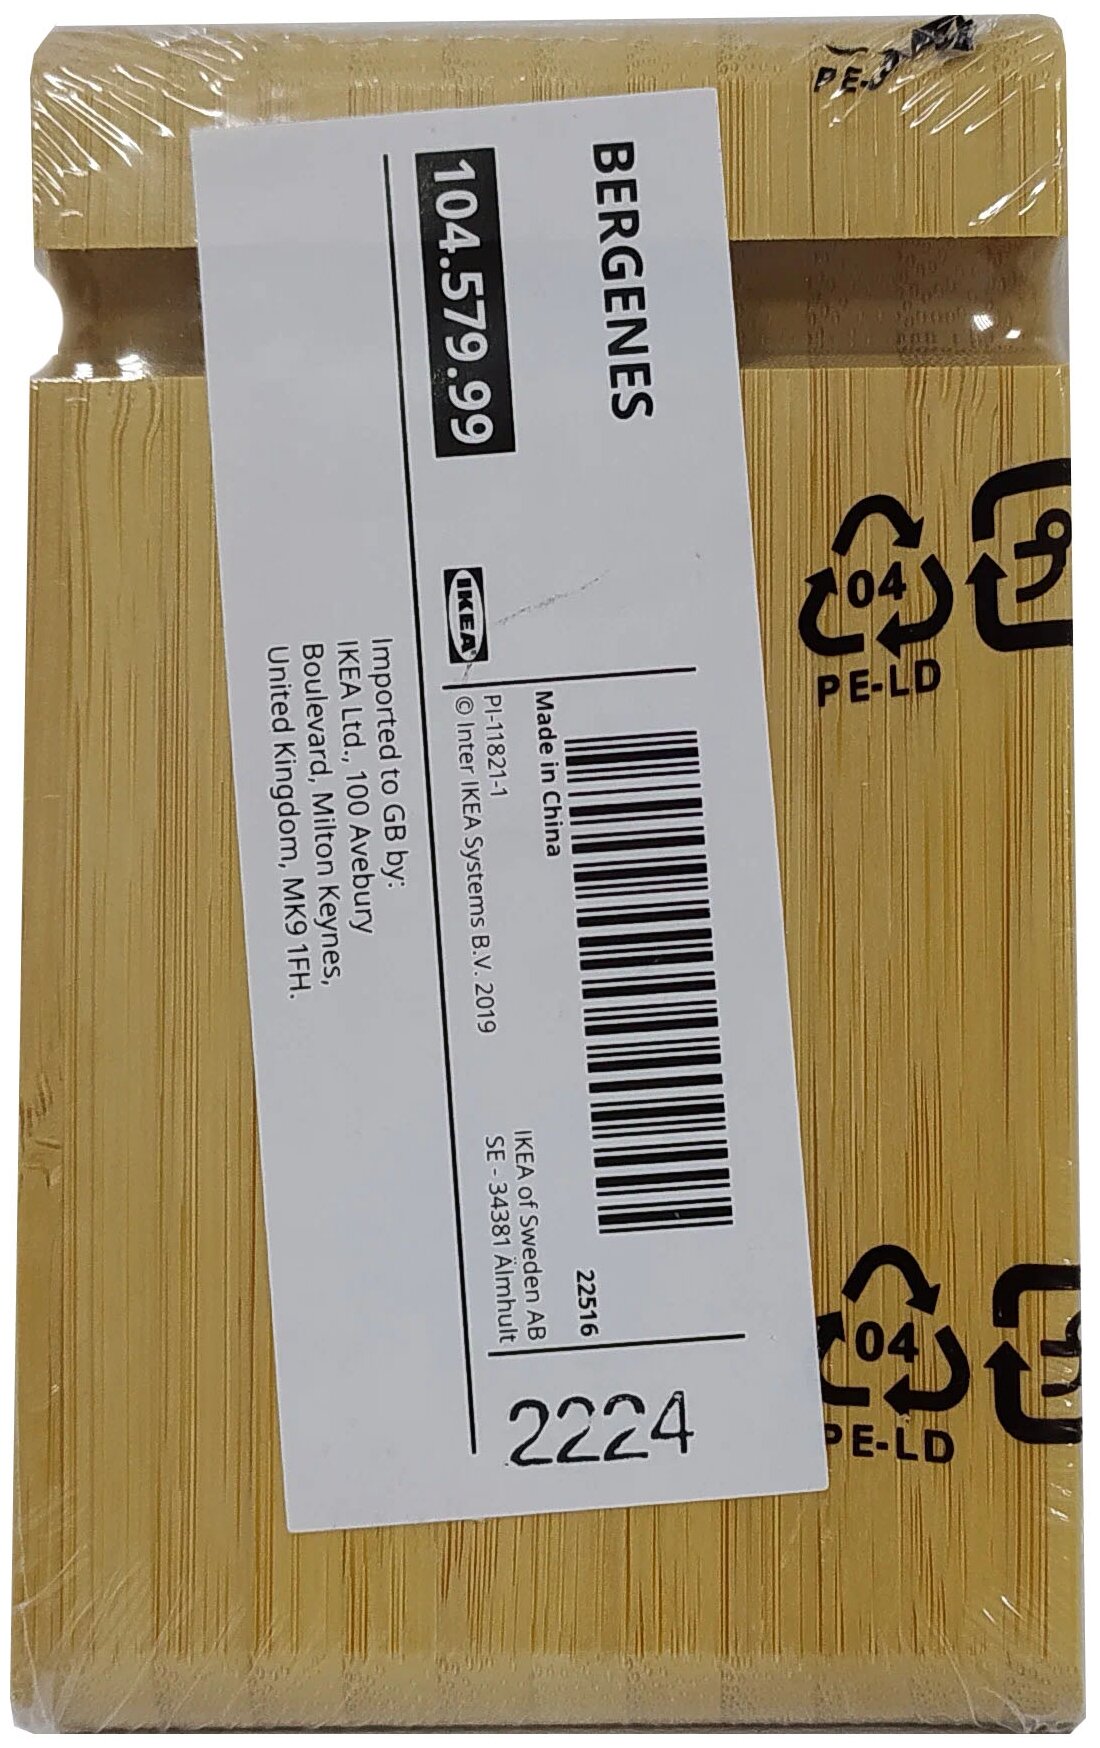 BERGENES
104.579.99
IKEA
Made in China
PI-11821-1
© Inter IKEA Systems B.V. 2019
22516
IKEA of Sweden AB
SE - 34381 Älmhult
2224
Imported to GB by:
IKEA Ltd., 100 Avebury
Boulevard, Milton Keynes,
United Kingdom, MK9 1FH.
04
PE-LD
04
PE-LD